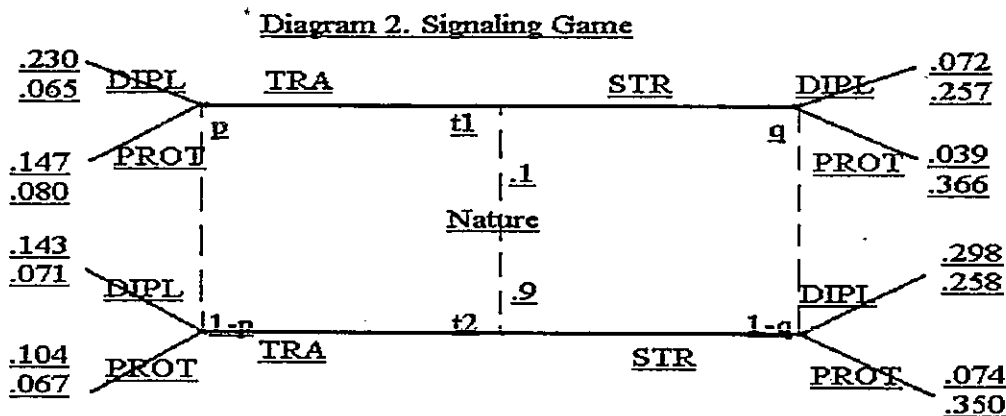 Diagram 2. Signaling Game
.230 DIPL TRA STR DIPL .072
.065 .257
p t1 q
.147 PROT PROT .039
.080 .366
.1
Nature
.143 .298
.071 DIPL .9 DIPL .258
1-p t2 1-q
.104 TRA STR .074
.067 PROT PROT .350